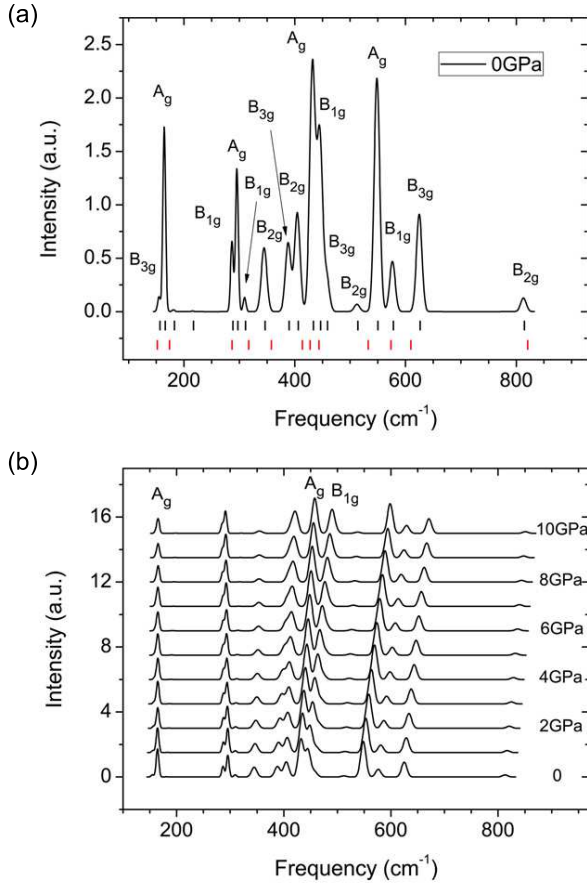 (a)
2.5
2.0
1.5
1.0
0.5
0.0
Intensity (a.u.)
0GPa
B3g
Ag
B1g
Ag
B1g
B2g
B3g
B2g
Ag
B1g
B3g
B2g
Ag
B1g
B3g
B2g
200 400 600 800
Frequency (cm-1)
(b)
16
12
8
4
0
Intensity (a.u.)
Ag
Ag B1g
10GPa
8GPa
6GPa
4GPa
2GPa
0
200 400 600 800
Frequency (cm-1)